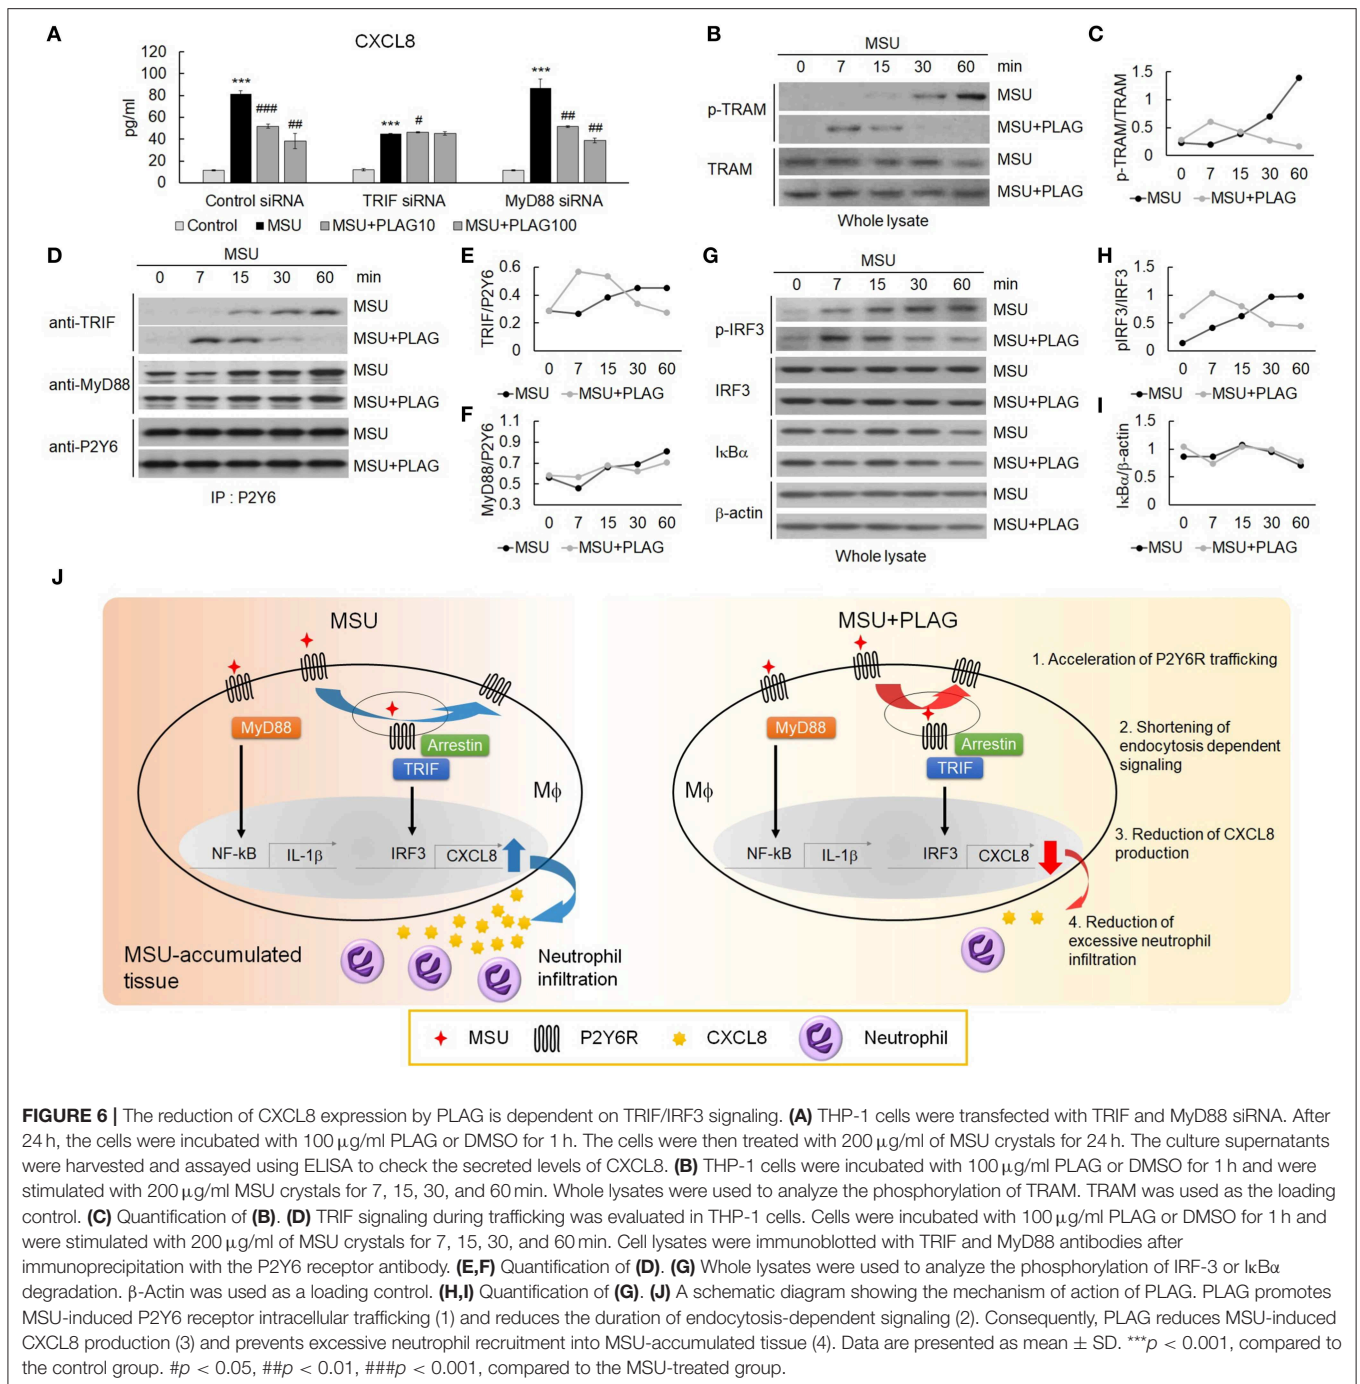 A
CXCL8
pg/ml
120
100
80
60
40
20
0
***
###
##
***
#
***
##
##
Control siRNA TRIF siRNA MyD88 siRNA
Control MSU MSU+PLAG10 MSU+PLAG100
B
MSU
0 7 15 30 60 min
p-TRAM
MSU
MSU+PLAG
TRAM
MSU
MSU+PLAG
Whole lysate
C
p-TRAM/TRAM
1.5
1
0.5
0
0 7 15 30 60
MSU MSU+PLAG
D
MSU
0 7 15 30 60 min
anti-TRIF
MSU
MSU+PLAG
anti-MyD88
MSU
MSU+PLAG
anti-P2Y6
MSU
MSU+PLAG
IP : P2Y6
E
TRIF/P2Y6
0.6
0.4
0.2
0
0 7 15 30 60
MSU MSU+PLAG
F
MyD88/P2Y6
1.1
0.9
0.7
0.5
0.3
0 7 15 30 60
MSU MSU+PLAG
G
MSU
0 7 15 30 60 min
p-IRF3
MSU
MSU+PLAG
IRF3
MSU
MSU+PLAG
IκBα
MSU
MSU+PLAG
β-actin
MSU
MSU+PLAG
Whole lysate
H
pIRF3/IRF3
1.5
1
0.5
0
0 7 15 30 60
MSU MSU+PLAG
I
IκBα/β-actin
1.5
1
0.5
0
0 7 15 30 60
MSU MSU+PLAG
J
MSU
MyD88
Arrestin
TRIF
Mϕ
NF-kB IL-1β IRF3 CXCL8
MSU-accumulated
tissue
Neutrophil
infiltration
MSU+PLAG
MyD88
Arrestin
TRIF
Mϕ
NF-kB IL-1β IRF3 CXCL8
1. Acceleration of P2Y6R trafficking
2. Shortening of
endocytosis dependent
signaling
3. Reduction of CXCL8
production
4. Reduction of
excessive neutrophil
infiltration
MSU P2Y6R CXCL8 Neutrophil
FIGURE 6 | The reduction of CXCL8 expression by PLAG is dependent on TRIF/IRF3 signaling. (A) THP-1 cells were transfected with TRIF and MyD88 siRNA. After
24 h, the cells were incubated with 100 μg/ml PLAG or DMSO for 1 h. The cells were then treated with 200 μg/ml of MSU crystals for 24 h. The culture supernatants
were harvested and assayed using ELISA to check the secreted levels of CXCL8. (B) THP-1 cells were incubated with 100 μg/ml PLAG or DMSO for 1 h and were
stimulated with 200 μg/ml MSU crystals for 7, 15, 30, and 60 min. Whole lysates were used to analyze the phosphorylation of TRAM. TRAM was used as the loading
control. (C) Quantification of (B). (D) TRIF signaling during trafficking was evaluated in THP-1 cells. Cells were incubated with 100 μg/ml PLAG or DMSO for 1 h and
were stimulated with 200 μg/ml of MSU crystals for 7, 15, 30, and 60 min. Cell lysates were immunoblotted with TRIF and MyD88 antibodies after
immunoprecipitation with the P2Y6 receptor antibody. (E,F) Quantification of (D). (G) Whole lysates were used to analyze the phosphorylation of IRF-3 or IκBα
degradation. β-Actin was used as a loading control. (H,I) Quantification of (G). (J) A schematic diagram showing the mechanism of action of PLAG. PLAG promotes
MSU-induced P2Y6 receptor intracellular trafficking (1) and reduces the duration of endocytosis-dependent signaling (2). Consequently, PLAG reduces MSU-induced
CXCL8 production (3) and prevents excessive neutrophil recruitment into MSU-accumulated tissue (4). Data are presented as mean ± SD. ***p < 0.001, compared to
the control group. #p < 0.05, ##p < 0.01, ###p < 0.001, compared to the MSU-treated group.